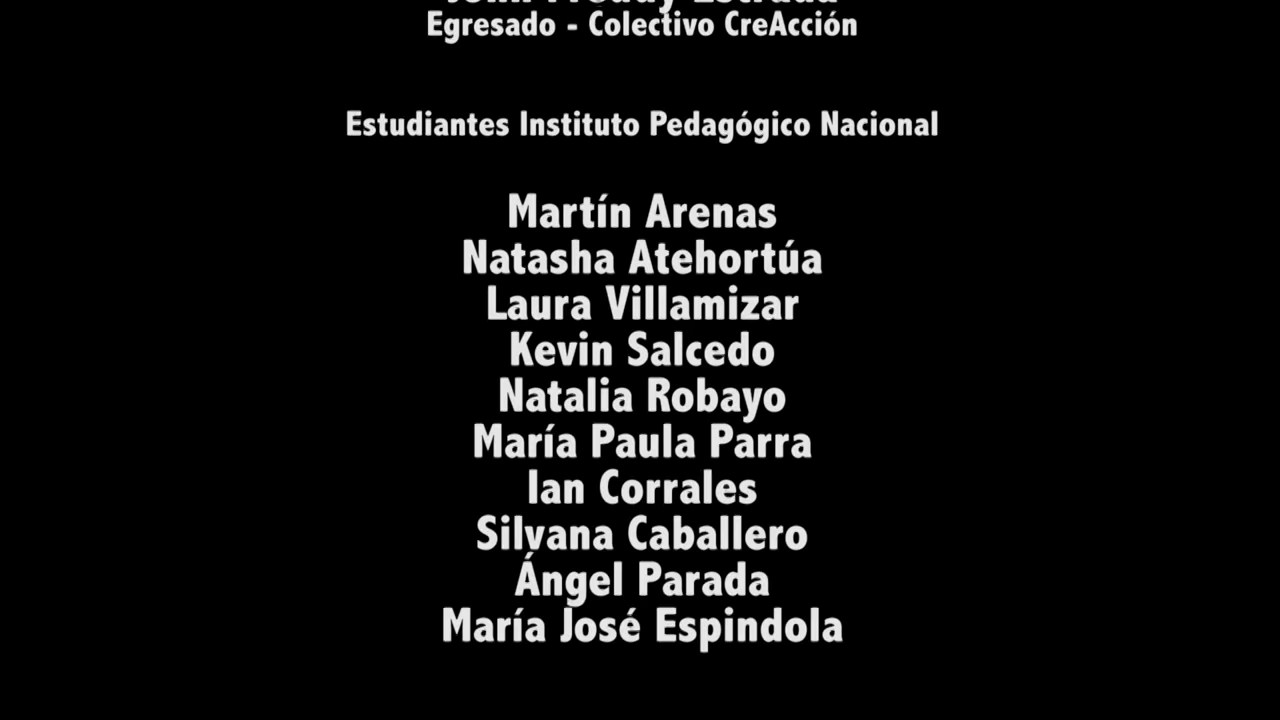 Estrada
Egresado - Colectivo CreAcción
Estudiantes Instituto Pedagógico Nacional
Martín Arenas
Natasha Atehortúa
Laura Villamizar
Kevin Salcedo
Natalia Robayo
María Paula Parra
Ian Corrales
Silvana Caballero
Ángel Parada
María José Espindola